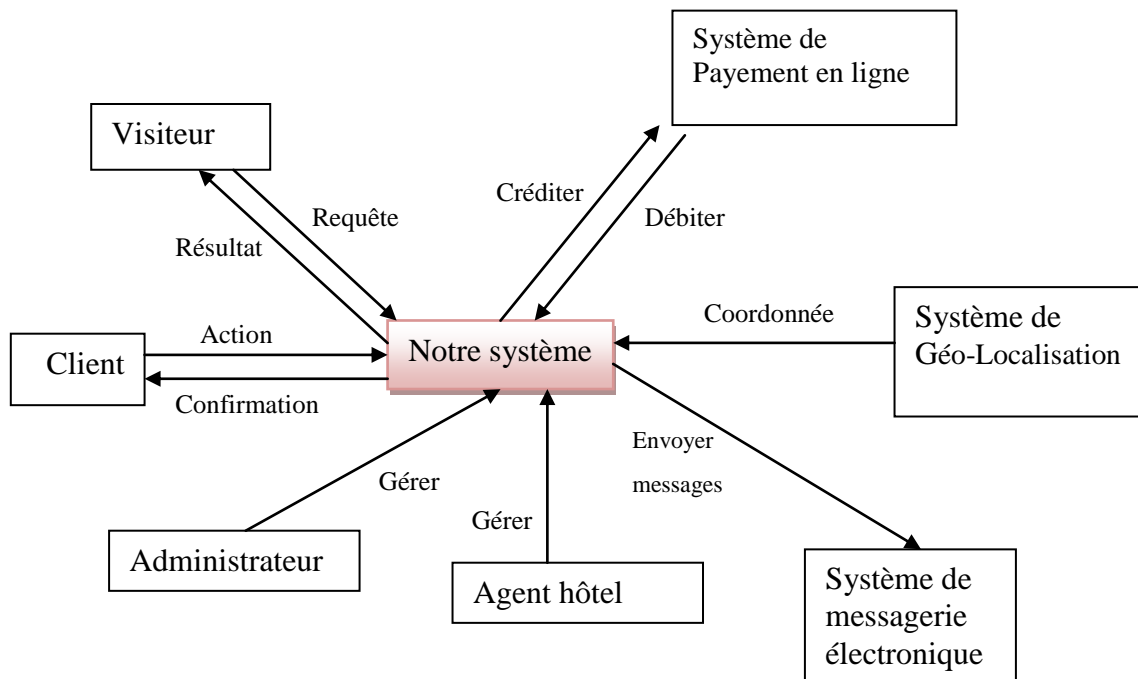 Système de
Payement en ligne
Visiteur
Créditer
Requête
Débiter
Résultat
Coordonnée
Système de
Géo-Localisation
Action
Notre système
Client
Confirmation
Envoyer
messages
Gérer
Gérer
Administrateur
Agent hôtel
Système de
messagerie
électronique